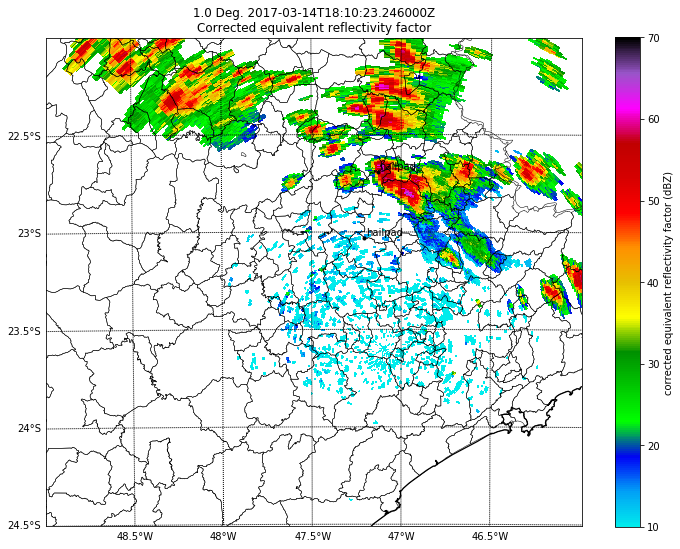 1.0 Deg. 2017-03-14T18:10:23.246000Z
Corrected equivalent reflectivity factor
22.5°S
23°S
23.5°S
24°S
24.5°S
48.5°W
48°W
47.5°W
47°W
46.5°W
hailpad
hailpad
70
60
50
40
30
20
10
corrected equivalent reflectivity factor (dBZ)